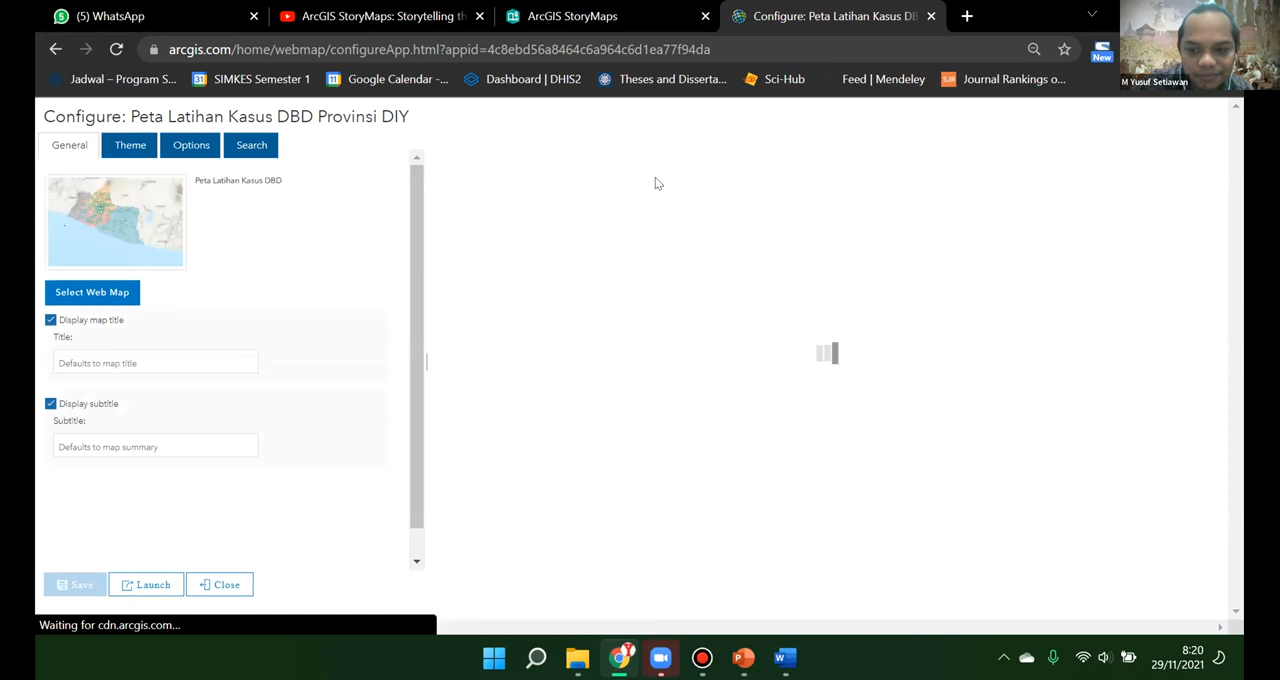 (5) WhatsApp
ArcGIS StoryMaps: Storytelling th
ArcGIS StoryMaps
Configure: Peta Latihan Kasus DB
M Yusuf Setiawan
arcgis.com/home/webmap/configureApp.html?appid=4c8ebd56a8464c6a964c6d1ea77f94da
New
Jadwal – Program S...
SIMKES Semester 1
Google Calendar -...
Dashboard | DHIS2
Theses and Disserta...
Sci-Hub
Feed | Mendeley
Journal Rankings o...
Configure: Peta Latihan Kasus DBD Provinsi DIY
General
Theme
Options
Search
Peta Latihan Kasus DBD
Select Web Map
Display map title
Title:
Defaults to map title
Display subtitle
Subtitle:
Defaults to map summary
Save
Launch
Close
Waiting for cdn.arcgis.com...
8:20
29/11/2021